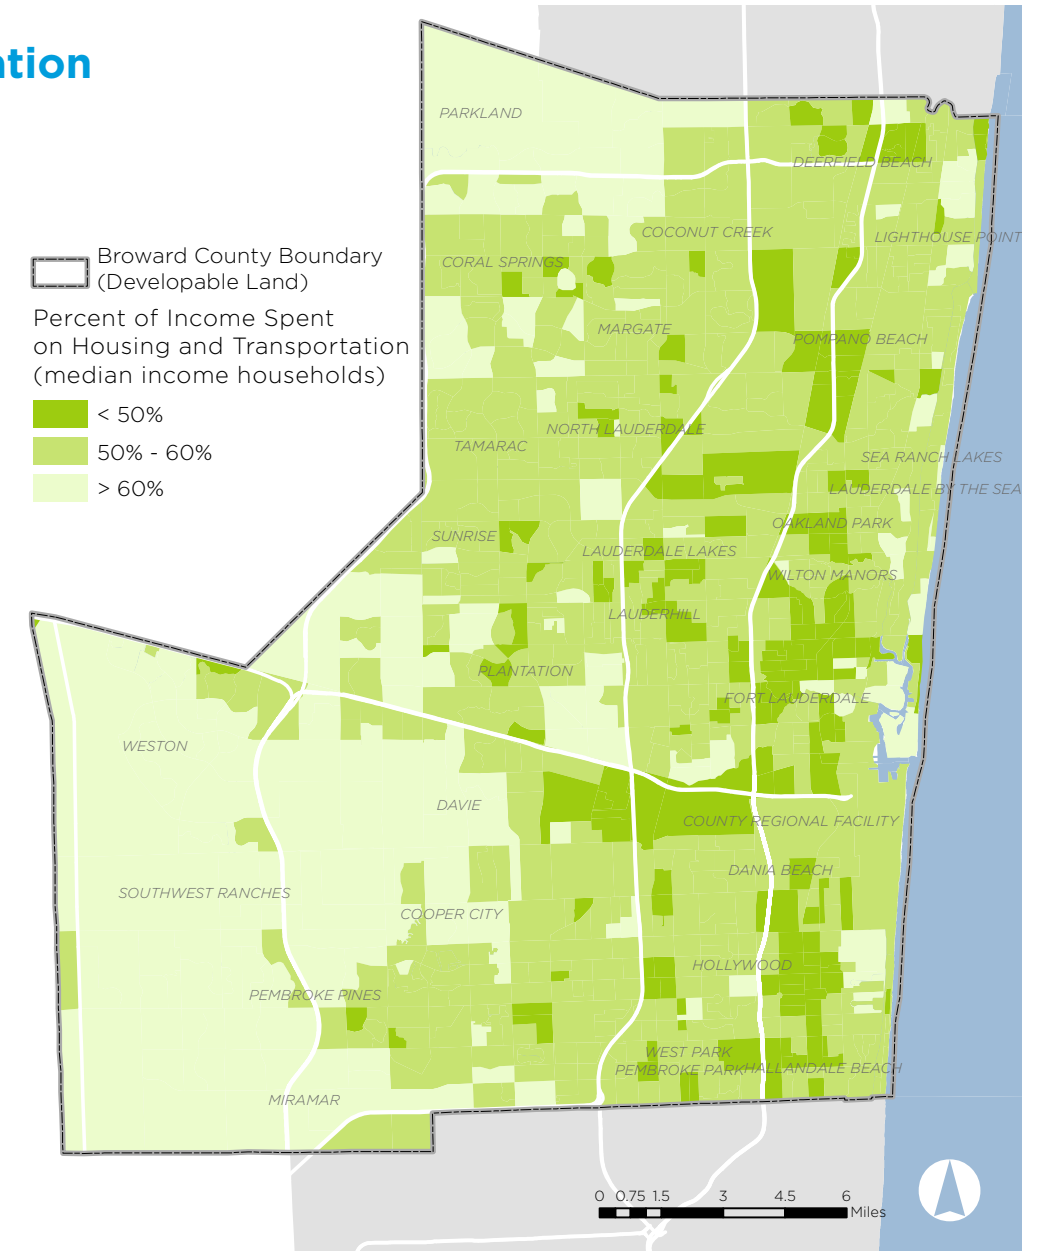 ation
Broward County Boundary
(Developable Land)
Percent of Income Spent
on Housing and Transportation
(median income households)
< 50%
50% - 60%
> 60%
PARKLAND
DEERFIELD BEACH
COCONUT CREEK
LIGHTHOUSE POINT
CORAL SPRINGS
MARGATE
POMPANO BEACH
NORTH LAUDERDALE
TAMARAC
SEA RANCH LAKES
LAUDERDALE BY THE SEA
OAKLAND PARK
SUNRISE
LAUDERDALE LAKES
WILTON MANORS
LAUDERHILL
PLANTATION
FORT LAUDERDALE
WESTON
DAVIE
COUNTY REGIONAL FACILITY
DANIA BEACH
SOUTHWEST RANCHES
COOPER CITY
HOLLYWOOD
PEMBROKE PINES
WEST PARK
PEMBROKE PARK
HALLANDALE BEACH
MIRAMAR
0 0.75 1.5 3 4.5 6
Miles